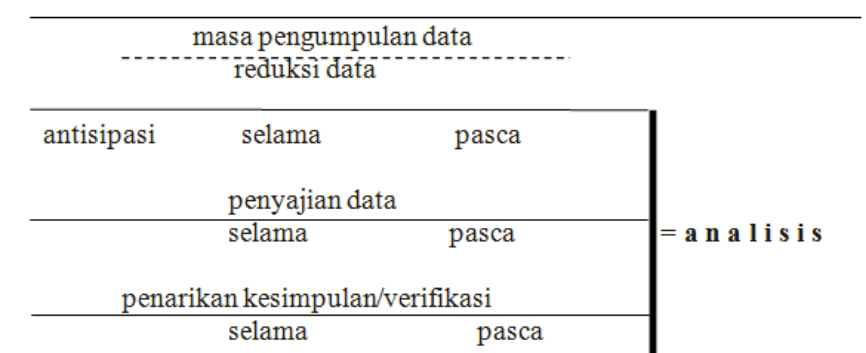 masa pengumpulan data
reduksi data
antisipasi selama pasca
penyajian data
selama pasca = a n a l i s i s
penarikan kesimpulan/verifikasi
selama pasca